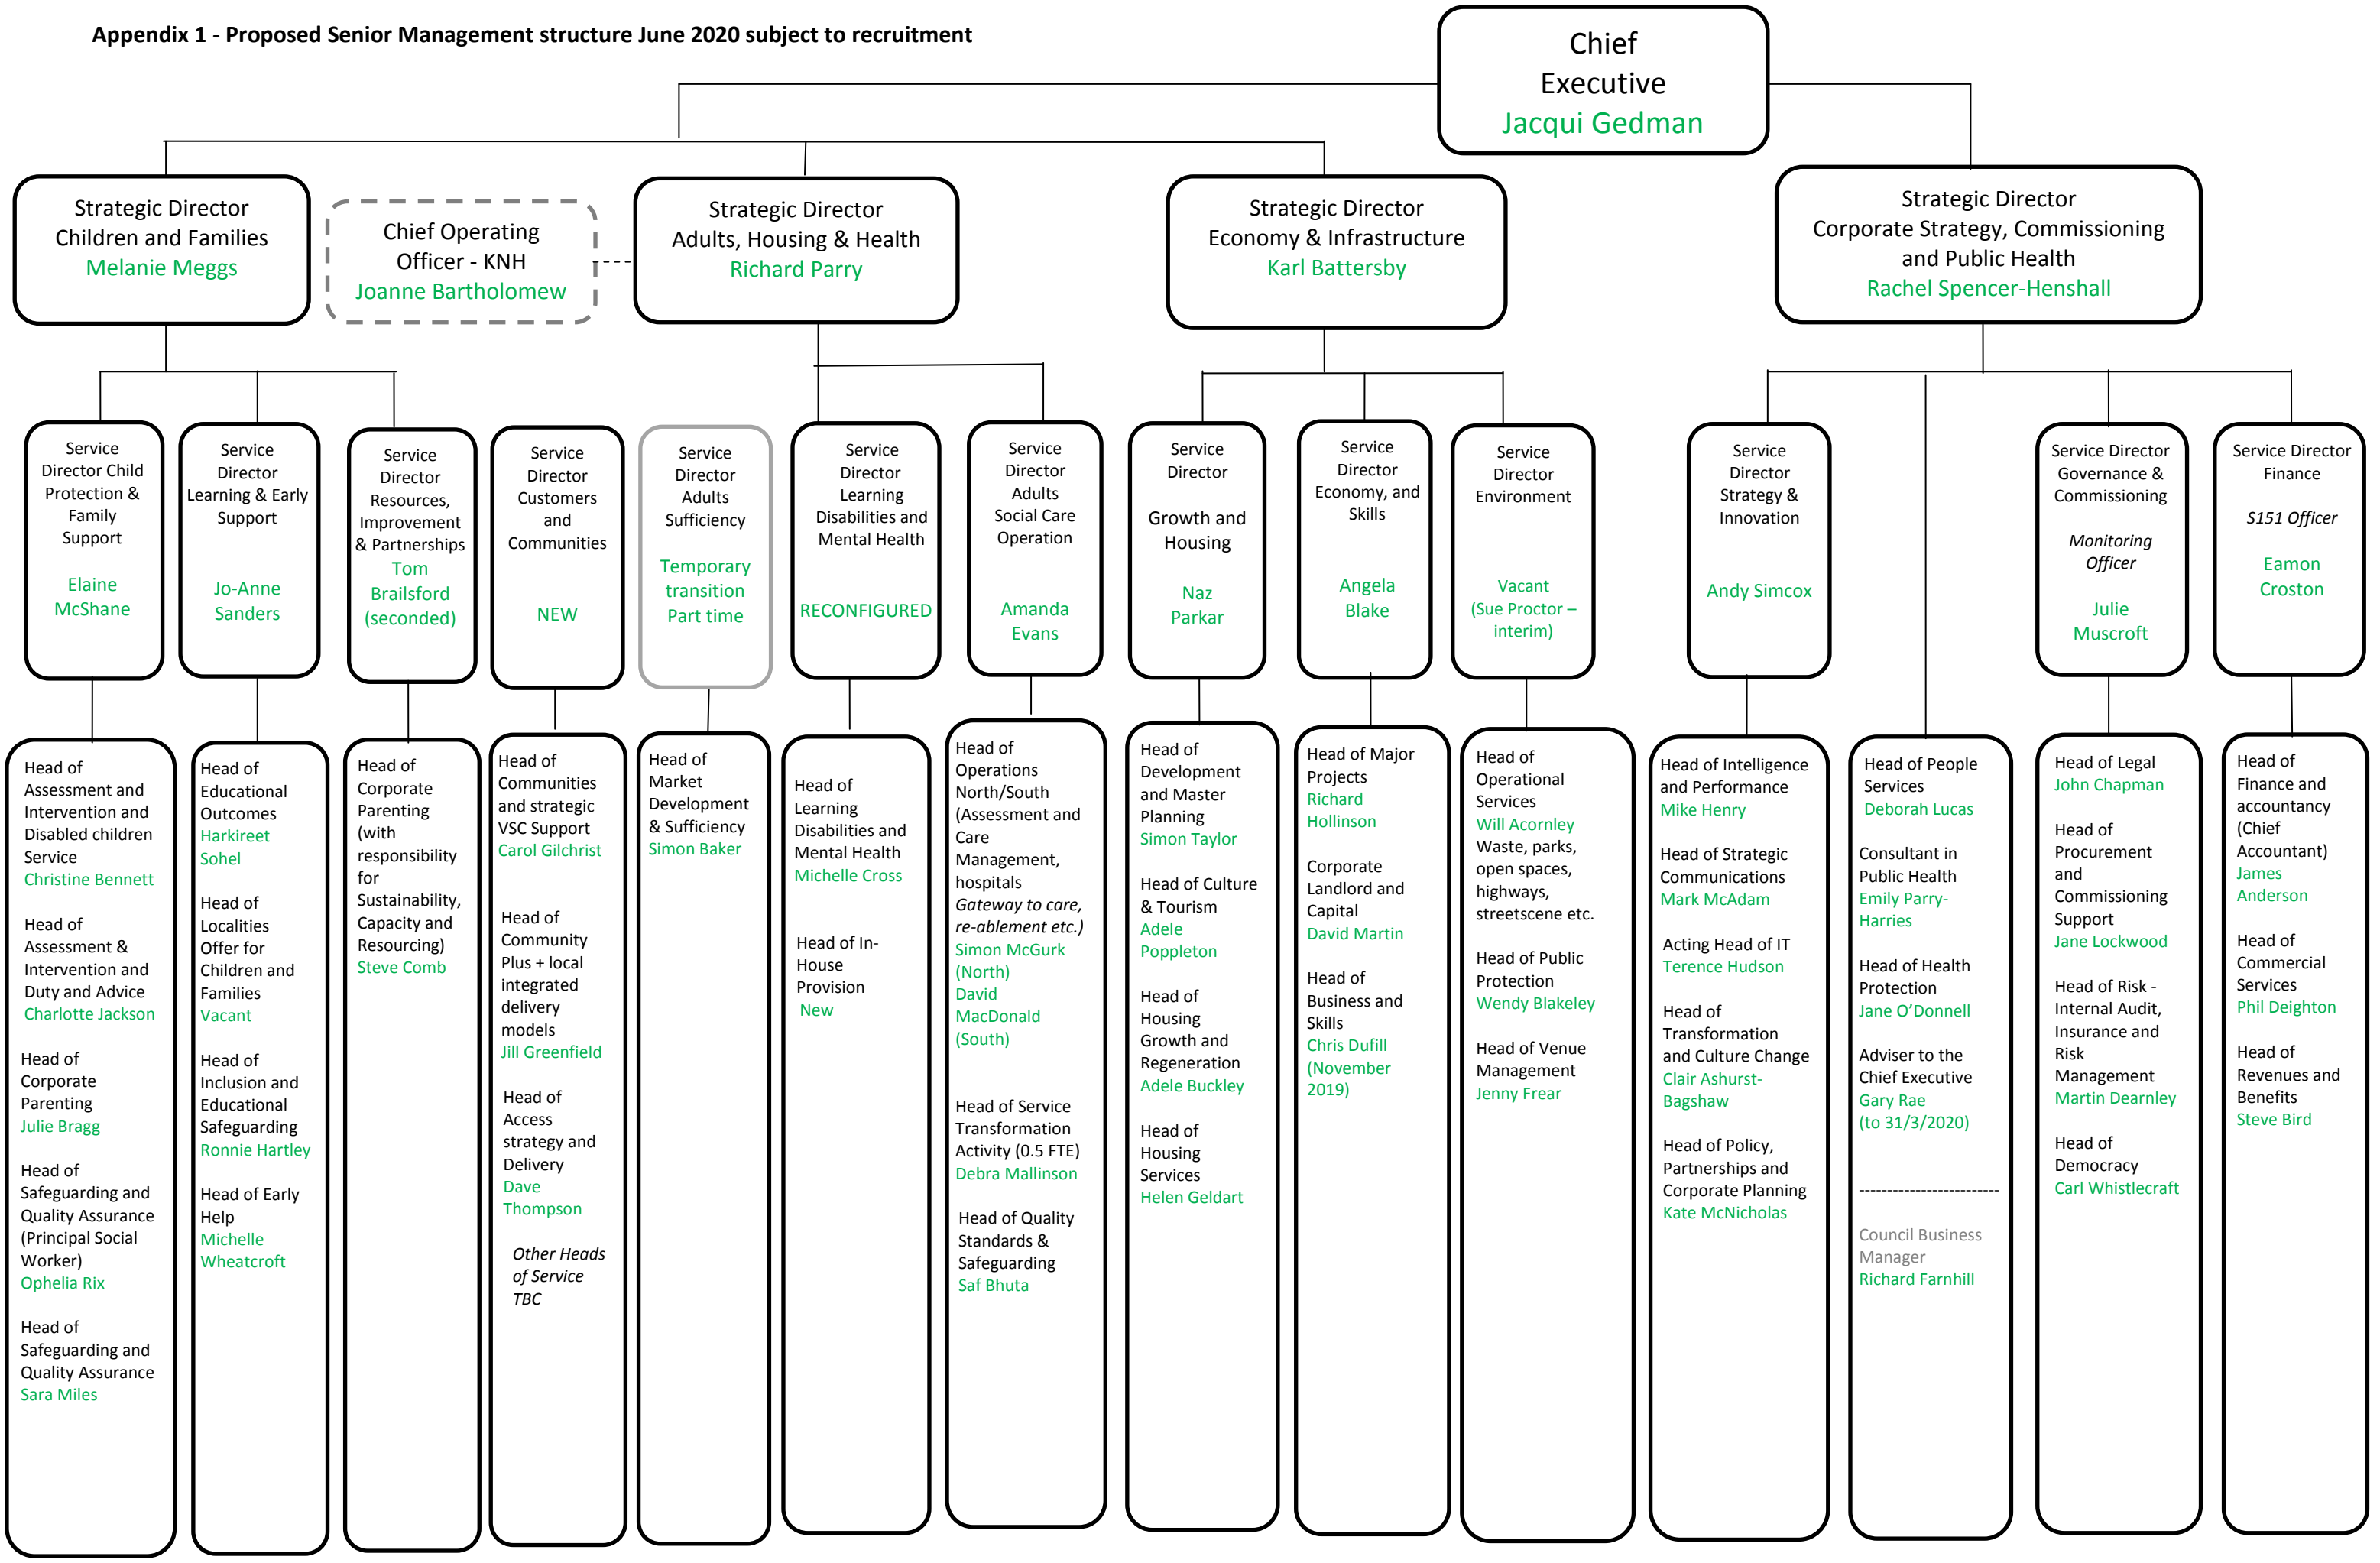 Appendix 1 - Proposed Senior Management structure June 2020 subject to recruitment
Chief
Executive
Jacqui Gedman
Strategic Director
Children and Families
Melanie Meggs
Chief Operating
Officer - KNH
Joanne Bartholomew
Strategic Director
Adults, Housing & Health
Richard Parry
Strategic Director
Economy & Infrastructure
Karl Battersby
Strategic Director
Corporate Strategy, Commissioning
and Public Health
Rachel Spencer-Henshall
Service
Director Child
Protection &
Family
Support
Elaine
McShane
Service
Director
Learning & Early
Support
Jo-Anne
Sanders
Service
Director
Resources,
Improvement
& Partnerships
Tom
Brailsford
(seconded)
Service
Director
Customers
and
Communities
NEW
Service
Director
Adults
Sufficiency
Temporary
transition
Part time
Service
Director
Learning
Disabilities and
Mental Health
RECONFIGURED
Service
Director
Adults
Social Care
Operation
Amanda
Evans
Service
Director
Growth and
Housing
Naz
Parkar
Service
Director
Economy, and
Skills
Angela
Blake
Service
Director
Environment
Vacant
(Sue Proctor –
interim)
Service
Director
Strategy &
Innovation
Andy Simcox
Service Director
Governance &
Commissioning
Monitoring
Officer
Julie
Muscroft
Service Director
Finance
S151 Officer
Eamon
Croston
Head of
Assessment and
Intervention and
Disabled children
Service
Christine Bennett
Head of
Assessment &
Intervention and
Duty and Advice
Charlotte Jackson
Head of
Corporate
Parenting
Julie Bragg
Head of
Safeguarding and
Quality Assurance
(Principal Social
Worker)
Ophelia Rix
Head of
Safeguarding and
Quality Assurance
Sara Miles
Head of
Educational
Outcomes
Harkireet
Sohel
Head of
Localities
Offer for
Children and
Families
Vacant
Head of
Inclusion and
Educational
Safeguarding
Ronnie Hartley
Head of Early
Help
Michelle
Wheatcroft
Head of
Corporate
Parenting
(with
responsibility
for
Sustainability,
Capacity and
Resourcing)
Steve Comb
Head of
Communities
and strategic
VSC Support
Carol Gilchrist
Head of
Community
Plus + local
integrated
delivery
models
Jill Greenfield
Head of
Access
strategy and
Delivery
Dave
Thompson
Other Heads
of Service
TBC
Head of
Market
Development
& Sufficiency
Simon Baker
Head of
Learning
Disabilities and
Mental Health
Michelle Cross
Head of In-
House
Provision
New
Head of
Operations
North/South
(Assessment and
Care
Management,
hospitals
Gateway to care,
re-ablement etc.)
Simon McGurk
(North)
David
MacDonald
(South)
Head of Service
Transformation
Activity (0.5 FTE)
Debra Mallinson
Head of Quality
Standards &
Safeguarding
Saf Bhuta
Head of
Development
and Master
Planning
Simon Taylor
Head of Culture
& Tourism
Adele
Poppleton
Head of
Housing
Growth and
Regeneration
Adele Buckley
Head of
Housing
Services
Helen Geldart
Head of Major
Projects
Richard
Hollinson
Corporate
Landlord and
Capital
David Martin
Head of
Business and
Skills
Chris Dufill
(November
2019)
Head of
Operational
Services
Will Acornley
Waste, parks,
open spaces,
highways,
streetscene etc.
Head of Public
Protection
Wendy Blakeley
Head of Venue
Management
Jenny Frear
Head of Intelligence
and Performance
Mike Henry
Head of Strategic
Communications
Mark McAdam
Acting Head of IT
Terence Hudson
Head of
Transformation
and Culture Change
Clair Ashurst-
Bagshaw
Head of Policy,
Partnerships and
Corporate Planning
Kate McNicholas
Head of People
Services
Deborah Lucas
Consultant in
Public Health
Emily Parry-
Harries
Head of Health
Protection
Jane O’Donnell
Adviser to the
Chief Executive
Gary Rae
(to 31/3/2020)
-------------------------
Council Business
Manager
Richard Farnhill
Head of Legal
John Chapman
Head of
Procurement
and
Commissioning
Support
Jane Lockwood
Head of Risk -
Internal Audit,
Insurance and
Risk
Management
Martin Dearnley
Head of
Democracy
Carl Whistlecraft
Head of
Finance and
accountancy
(Chief
Accountant)
James
Anderson
Head of
Commercial
Services
Phil Deighton
Head of
Revenues and
Benefits
Steve Bird